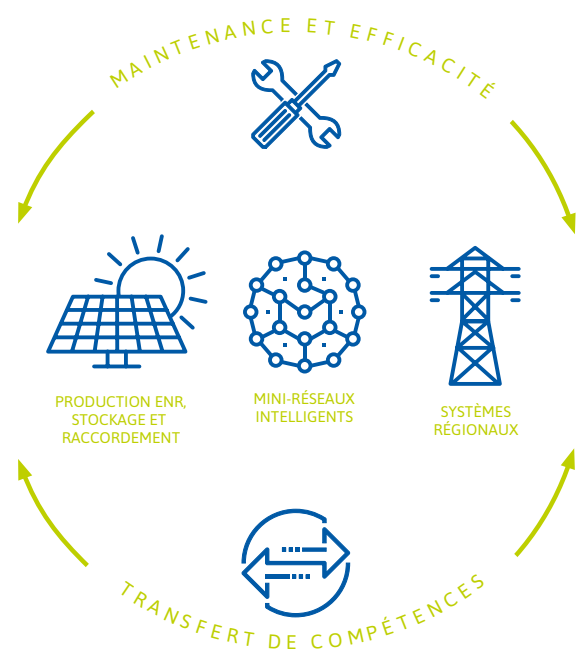 MAINTENANCE ET EFFICACITÉ
PRODUCTION ENR,
STOCKAGE ET
RACCORDEMENT
MINI-RÉSEAUX
INTELLIGENTS
SYSTÈMES
RÉGIONAUX
TRANSFERT DE COMPÉTENCES